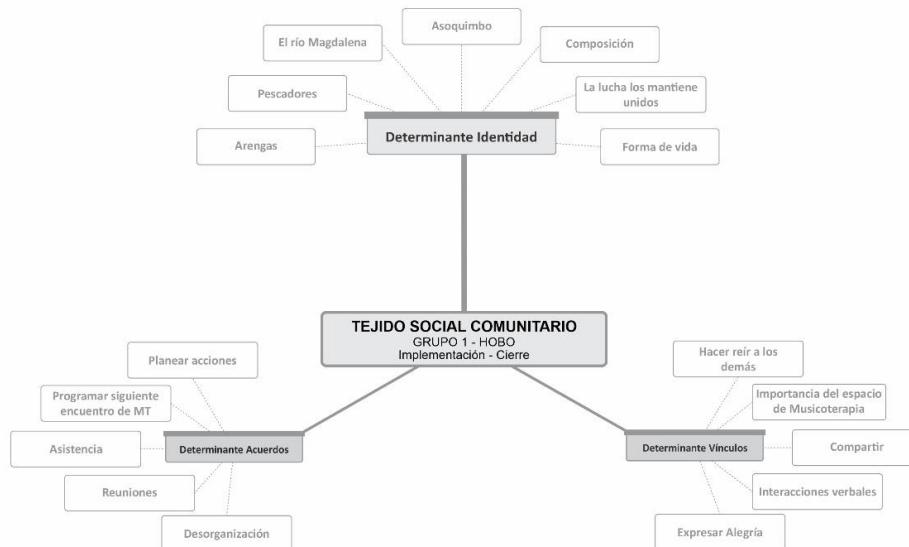 Asoquimbo
El río Magdalena
Composición
Pescadores
La lucha los mantiene
unidos
Arengas
Determinante Identidad
Forma de vida
TEJIDO SOCIAL COMUNITARIO
GRUPO 1 - HOBO
Implementación - Cierre
Planear acciones
Programar siguiente
encuentro de MT
Asistencia
Determinante Acuerdos
Reuniones
Desorganización
Hacer reír a los
demás
Importancia del espacio
de Musicoterapia
Determinante Vínculos
Compartir
Interacciones verbales
Expresar Alegría